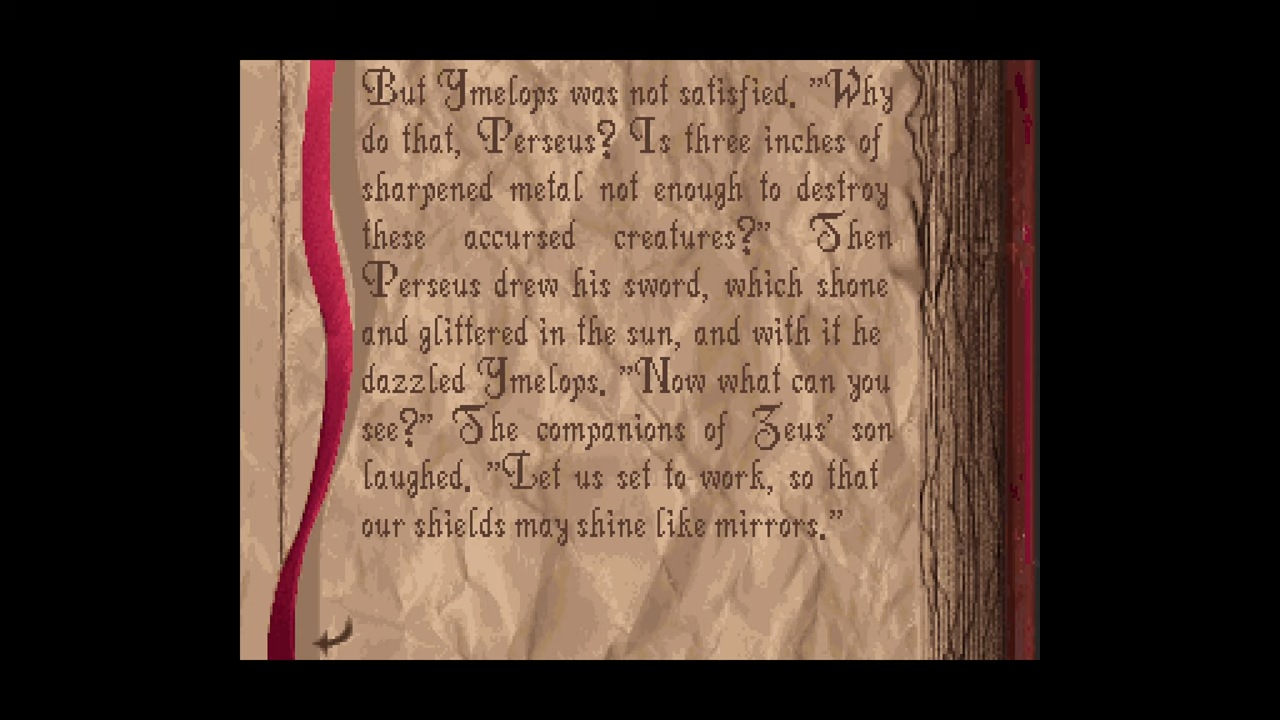 But Ymelops was not satisfied. "Why
do that, Perseus? Is three inches of
sharpened metal not enough to destroy
these accursed creatures?" Then
Perseus drew his sword, which shone
and glittered in the sun, and with it he
dazzled Ymelops. "Now what can you
see?" The companions of Zeus' son
laughed. "Let us set to work, so that
our shields may shine like mirrors."